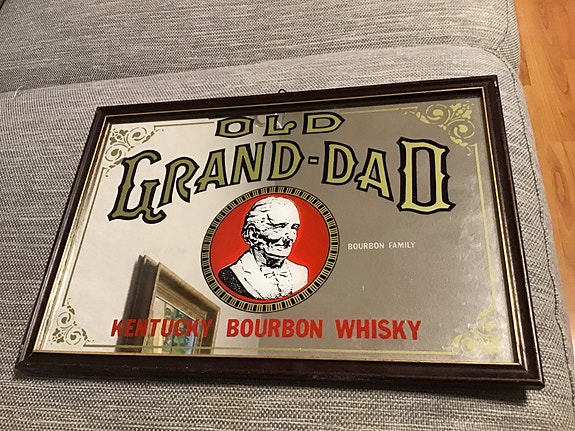 OLD
GRAND-DAD
BOURBON FAMILY
KENTUCKY BOURBON WHISKY